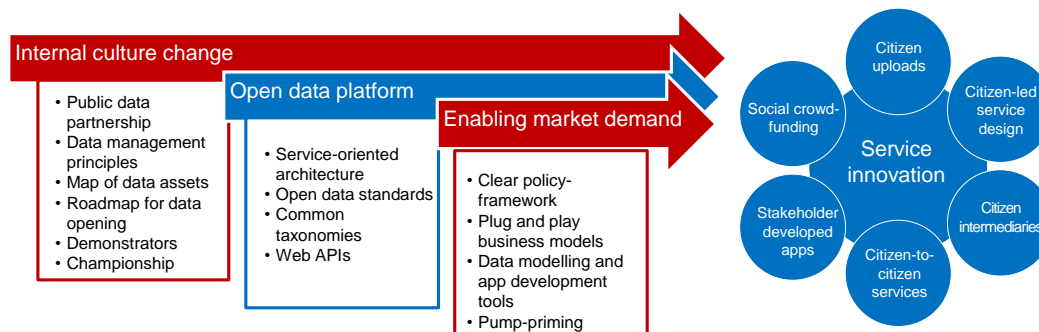 Internal culture change
• Public data
partnership
• Data management
principles
• Map of data assets
• Roadmap for data
opening
• Demonstrators
• Championship
Open data platform
• Service-oriented
architecture
• Open data standards
• Common
taxonomies
• Web APIs
Enabling market demand
• Clear policy-
framework
• Plug and play
business models
• Data modelling and
app development
tools
• Pump-priming
Service
innovation
Citizen
uploads
Citizen-led
service
design
Citizen
intermediaries
Citizen-to-
citizen
services
Stakeholder
developed
apps
Social crowd-
funding